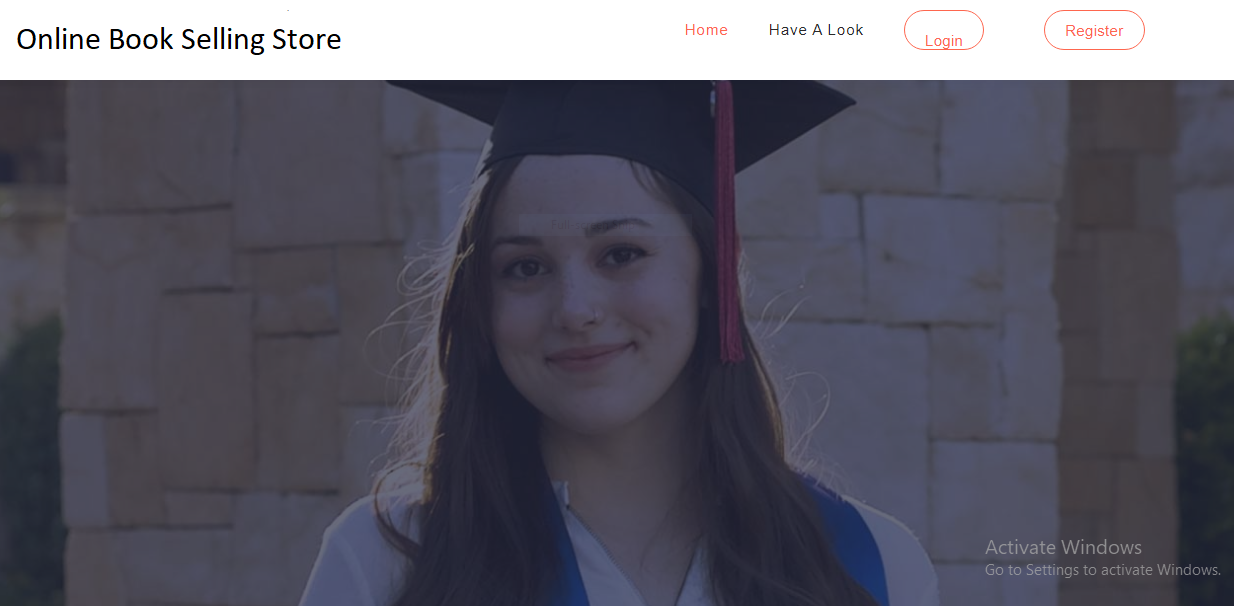 Online Book Selling Store
Home
Have A Look
Login
Register
Activate Windows
Go to Settings to activate Windows.